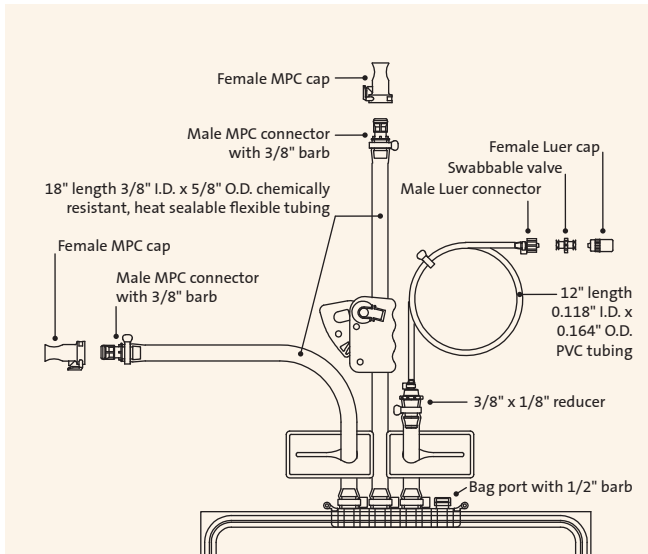 Female MPC cap
Male MPC connector
with 3/8" barb
Female Luer cap
Swabbable valve
Male Luer connector
18" length 3/8" I.D. x 5/8" O.D. chemically
resistant, heat sealable flexible tubing
Female MPC cap
Male MPC connector
with 3/8" barb
12" length
0.118" I.D. x
0.164" O.D.
PVC tubing
3/8" x 1/8" reducer
Bag port with 1/2" barb